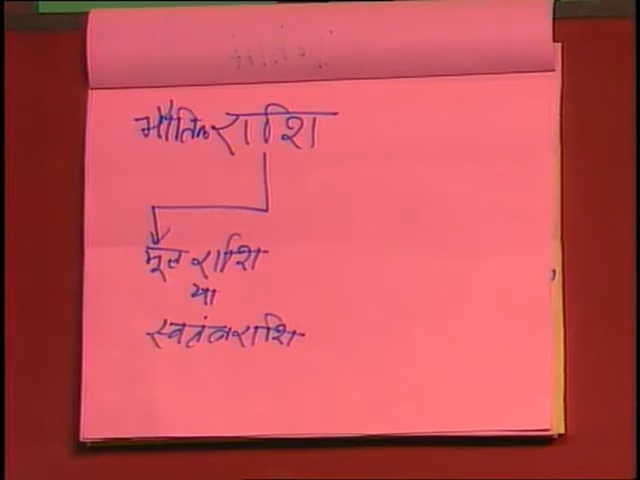 भौतिक राशि
मूल राशि
या
स्वतंत्र राशि